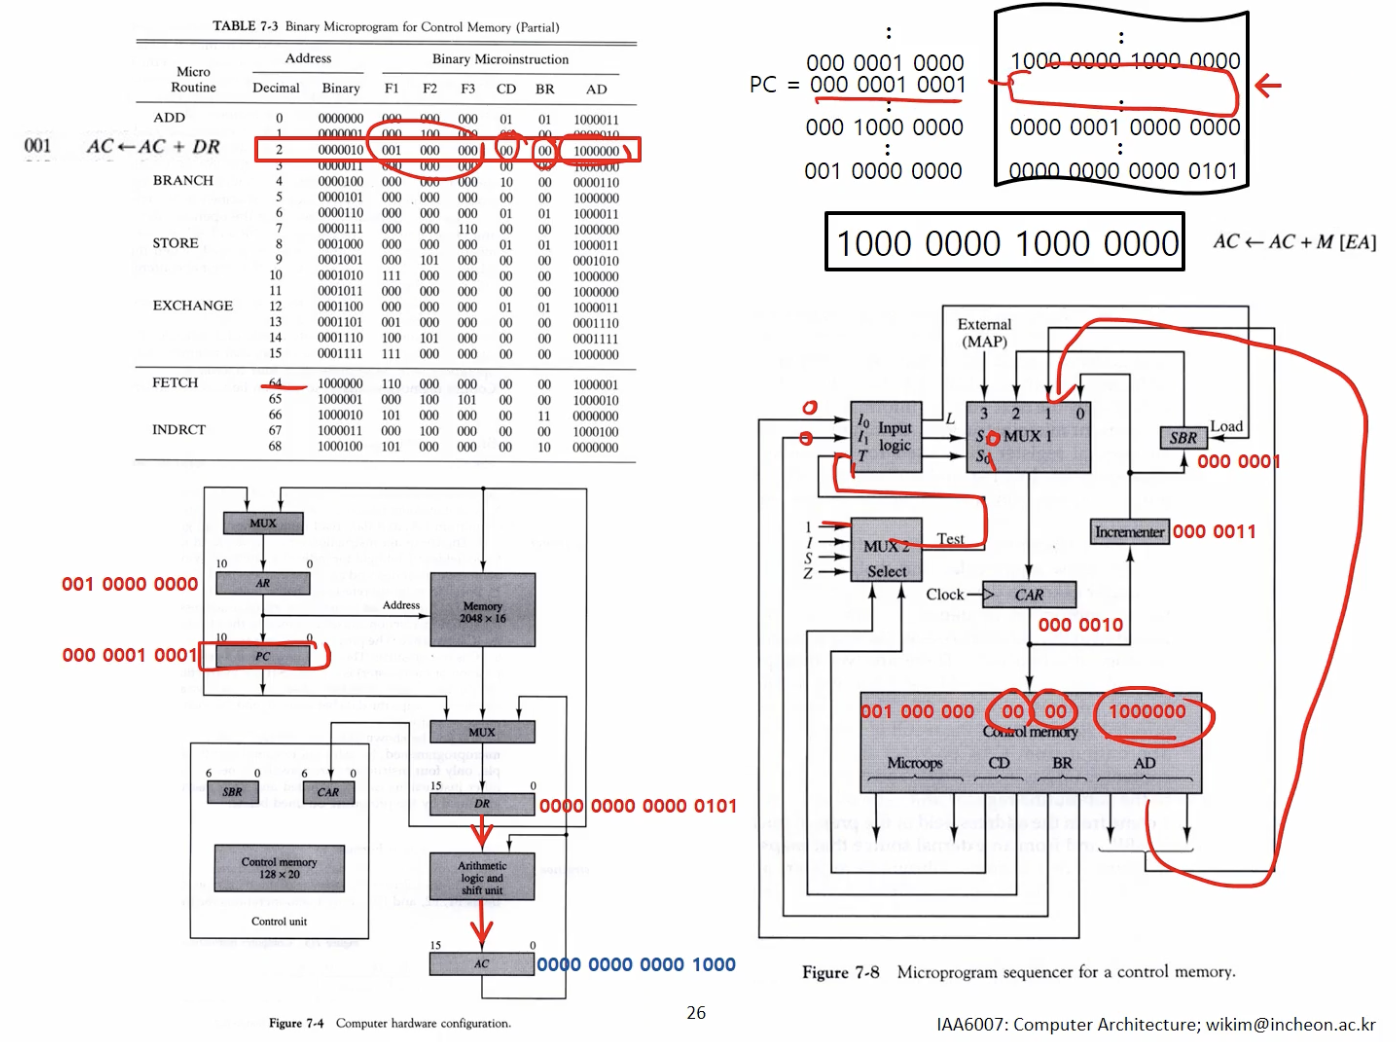 TABLE 7-3 Binary Microprogram for Control Memory (Partial)
Address Binary Microinstruction
Micro Routine Decimal Binary F1 F2 F3 CD BR AD
ADD 0 0000000 000 000 000 01 01 1000011
1 0000001 000 100 000 00 00 0000010
001 AC ← AC + DR
2 0000010 001 000 000 00 00 1000000
3 0000011 000 000 000 00 00 1000000
BRANCH 4 0000100 000 000 000 10 00 0000110
5 0000101 000 000 000 00 00 1000000
6 0000110 000 000 000 01 01 1000011
7 0000111 000 000 110 00 00 1000000
STORE 8 0001000 000 000 000 01 01 1000011
9 0001001 000 101 000 00 00 0001010
10 0001010 111 000 000 00 00 1000000
11 0001011 000 000 000 00 00 1000000
EXCHANGE 12 0001100 000 000 000 01 01 1000011
13 0001101 001 000 000 00 00 0001110
14 0001110 100 101 000 00 00 0001111
15 0001111 111 000 000 00 00 1000000
FETCH 64 1000000 110 000 000 00 00 1000001
65 1000001 000 100 101 00 00 1000010
66 1000010 101 000 000 00 11 0000000
INDRCT 67 1000011 000 100 000 00 00 1000100
68 1000100 101 000 000 00 10 0000000
:
:
000 0001 0000 1000 0000 1000 0000
PC = 000 0001 0001
:
:
000 1000 0000 0000 0001 0000 0000
:
:
001 0000 0000 0000 0000 0000 0101
1000 0000 1000 0000
AC ← AC + M [EA]
MUX
10 0
001 0000 0000 AR
Address
Memory
2048 × 16
10 0
000 0001 0001 PC
MUX
6 0 6 0
SBR CAR
15 0
DR 0000 0000 0000 0101
Control memory
128 × 20
Arithmetic
logic and
shift unit
Control unit
15 0
AC 0000 0000 0000 1000
Figure 7-4 Computer hardware configuration.
External
(MAP)
0
0
I0
I1
T
Input
logic
L
3 2 1 0
S1 0 MUX 1
S0 1
Load
SBR
000 0001
1
I
S
Z
MUX 2
Select
Test
Incrementer 000 0011
Clock CAR
000 0010
001 000 000 00 00 1000000
Control memory
Microops CD BR AD
Figure 7-8 Microprogram sequencer for a control memory.
26
IAA6007: Computer Architecture; wikim@incheon.ac.kr